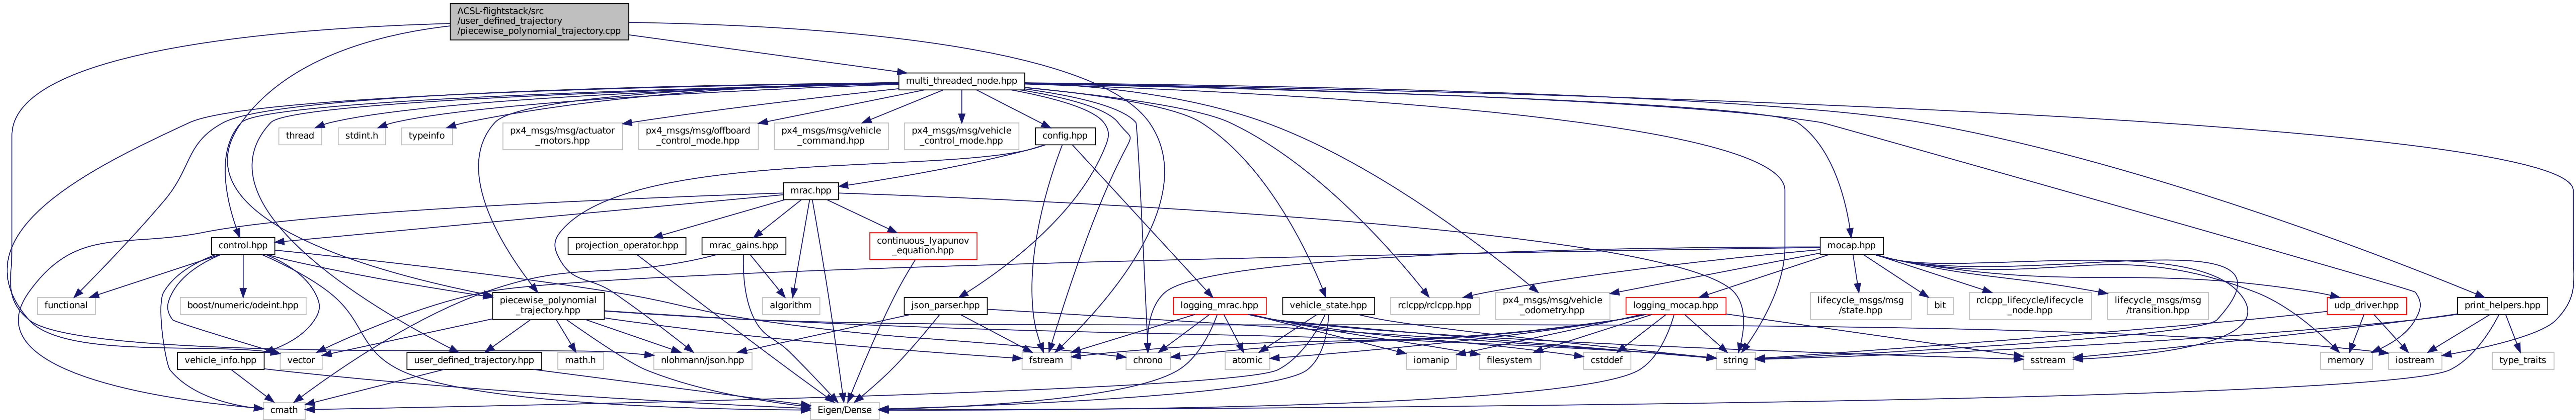 ACSL-flightstack/src
/user_defined_trajectory
/piecewise_polynomial_trajectory.cpp
multi_threaded_node.hpp
thread
stdint.h
typeinfo
px4_msgs/msg/actuator
_motors.hpp
px4_msgs/msg/offboard
_control_mode.hpp
px4_msgs/msg/vehicle
_command.hpp
px4_msgs/msg/vehicle
_control_mode.hpp
config.hpp
mrac.hpp
control.hpp
projection_operator.hpp
mrac_gains.hpp
continuous_lyapunov
_equation.hpp
mocap.hpp
functional
boost/numeric/odeint.hpp
piecewise_polynomial
_trajectory.hpp
algorithm
json_parser.hpp
logging_mrac.hpp
vehicle_state.hpp
rclcpp/rclcpp.hpp
px4_msgs/msg/vehicle
_odometry.hpp
logging_mocap.hpp
lifecycle_msgs/msg
/state.hpp
bit
rclcpp_lifecycle/lifecycle
_node.hpp
lifecycle_msgs/msg
/transition.hpp
udp_driver.hpp
print_helpers.hpp
vehicle_info.hpp
vector
user_defined_trajectory.hpp
math.h
nlohmann/json.hpp
fstream
chrono
atomic
iomanip
filesystem
cstddef
string
sstream
memory
iostream
type_traits
cmath
Eigen/Dense